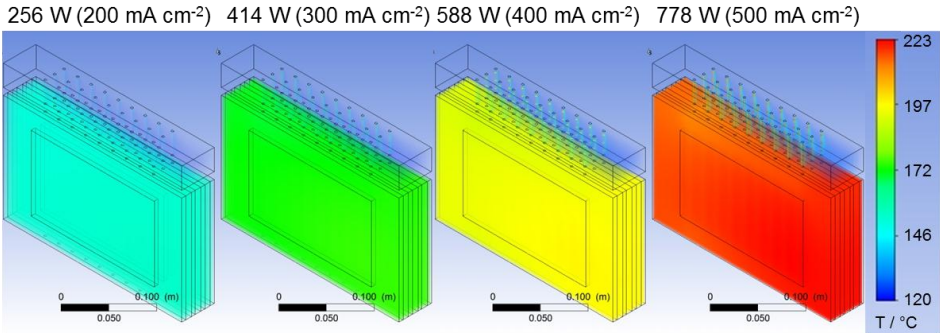 256 W (200 mA cm-2) 414 W (300 mA cm-2) 588 W (400 mA cm-2) 778 W (500 mA cm-2)
223
197
172
146
120
T / °C
0 0.100 (m) 0 0.100 (m) 0 0.100 (m) 0 0.100 (m)
0.050 0.050 0.050 0.050